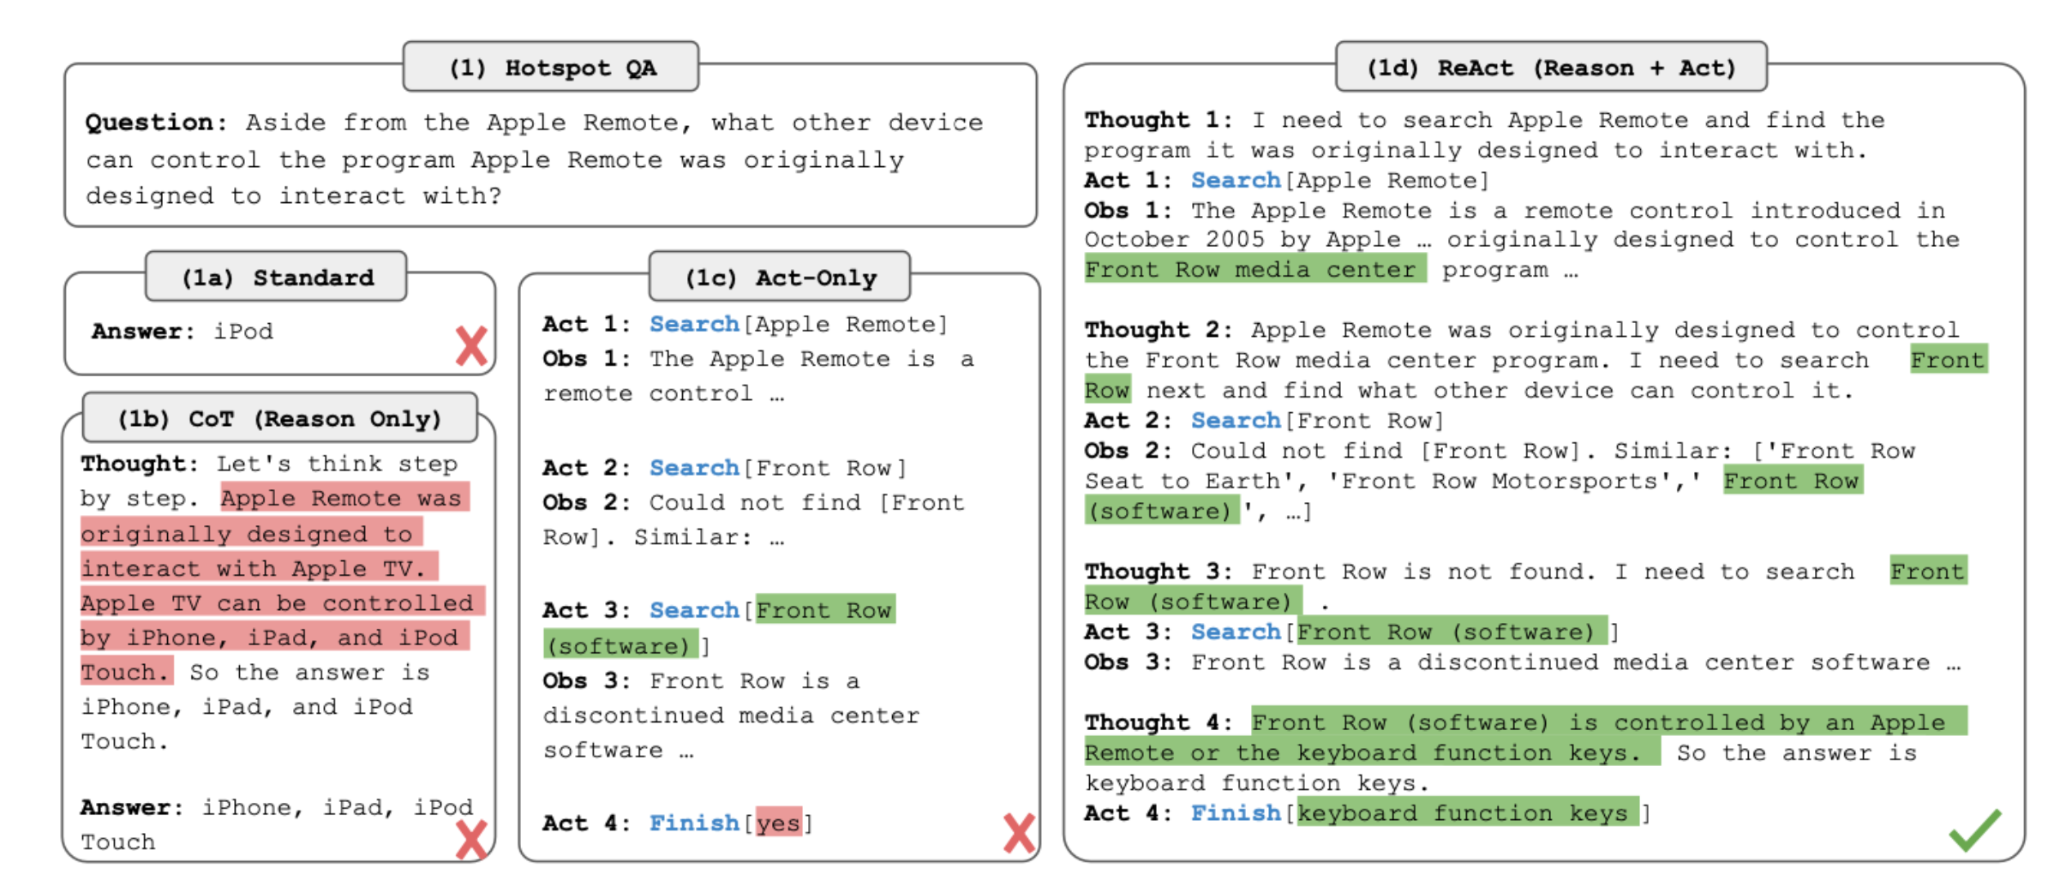 (1) Hotspot QA
Question: Aside from the Apple Remote, what other device
can control the program Apple Remote was originally
designed to interact with?
(1a) Standard
Answer: iPod
(1b) CoT (Reason Only)
Thought: Let's think step
by step. Apple Remote was
originally designed to
interact with Apple TV.
Apple TV can be controlled
by iPhone, iPad, and iPod
Touch. So the answer is
iPhone, iPad, and iPod
Touch.
Answer: iPhone, iPad, iPod
Touch
(1c) Act-Only
Act 1: Search[Apple Remote]
Obs 1: The Apple Remote is a
remote control …
Act 2: Search[Front Row]
Obs 2: Could not find [Front
Row]. Similar: …
Act 3: Search[Front Row
(software)]
Obs 3: Front Row is a
discontinued media center
software …
Act 4: Finish[yes]
(1d) ReAct (Reason + Act)
Thought 1: I need to search Apple Remote and find the
program it was originally designed to interact with.
Act 1: Search[Apple Remote]
Obs 1: The Apple Remote is a remote control introduced in
October 2005 by Apple … originally designed to control the
Front Row media center program …
Thought 2: Apple Remote was originally designed to control
the Front Row media center program. I need to search Front
Row next and find what other device can control it.
Act 2: Search[Front Row]
Obs 2: Could not find [Front Row]. Similar: ['Front Row
Seat to Earth', 'Front Row Motorsports',' Front Row
(software)', …]
Thought 3: Front Row is not found. I need to search Front
Row (software) .
Act 3: Search[Front Row (software) ]
Obs 3: Front Row is a discontinued media center software …
Thought 4: Front Row (software) is controlled by an Apple
Remote or the keyboard function keys. So the answer is
keyboard function keys.
Act 4: Finish[keyboard function keys ]